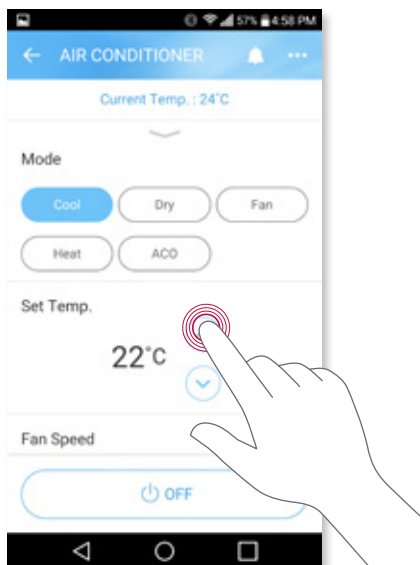 57% 4:58 PM
AIR CONDITIONER
Current Temp. : 24°C
Mode
Cool Dry Fan
Heat ACO
Set Temp.
22°C
Fan Speed
OFF